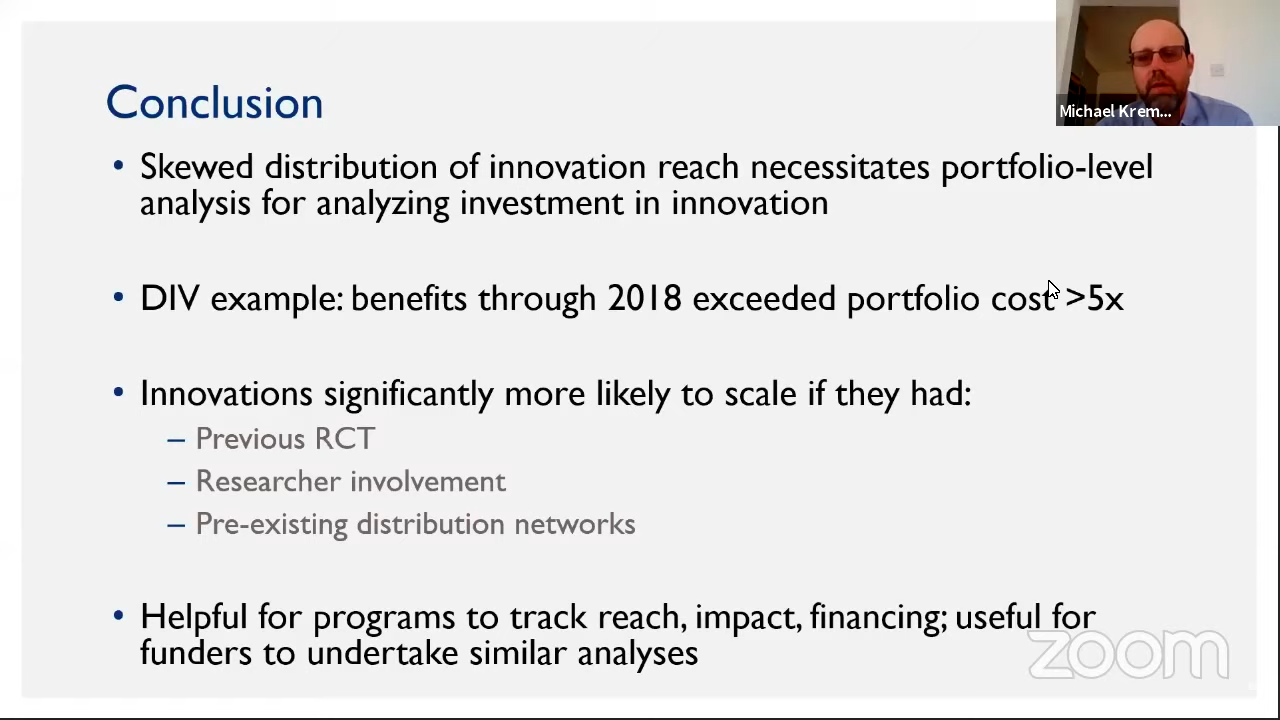 Michael Krem...
Conclusion
• Skewed distribution of innovation reach necessitates portfolio-level
analysis for analyzing investment in innovation
• DIV example: benefits through 2018 exceeded portfolio cost >5x
• Innovations significantly more likely to scale if they had:
– Previous RCT
– Researcher involvement
– Pre-existing distribution networks
• Helpful for programs to track reach, impact, financing; useful for
funders to undertake similar analyses
zoom